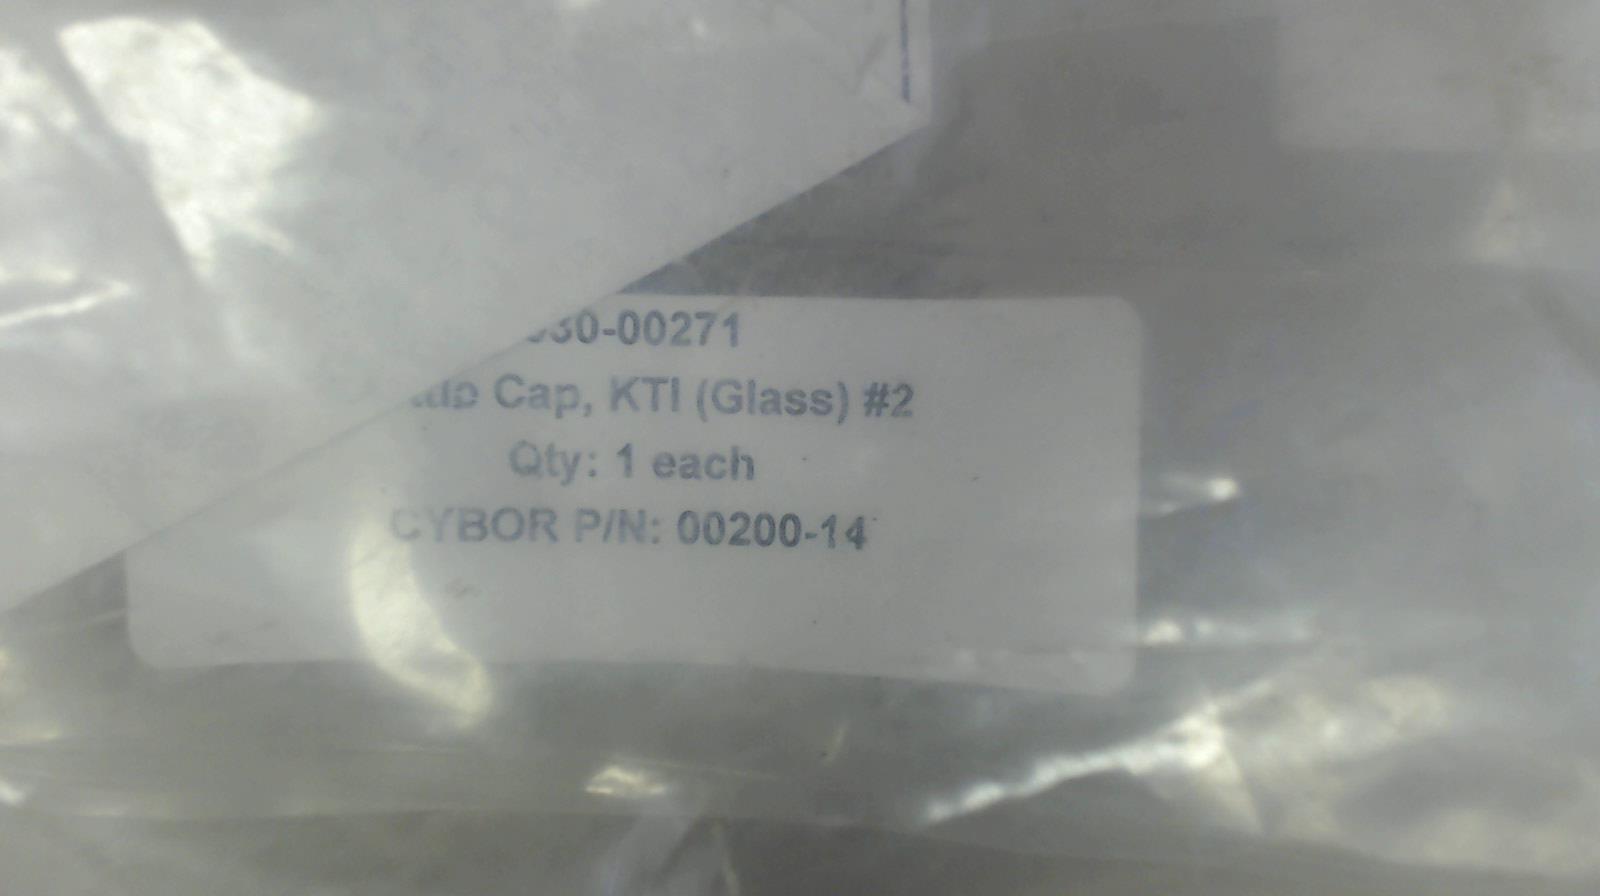 30-00271
Cap, KTI (Glass) #2
Qty: 1 each
CYBOR P/N: 00200-14